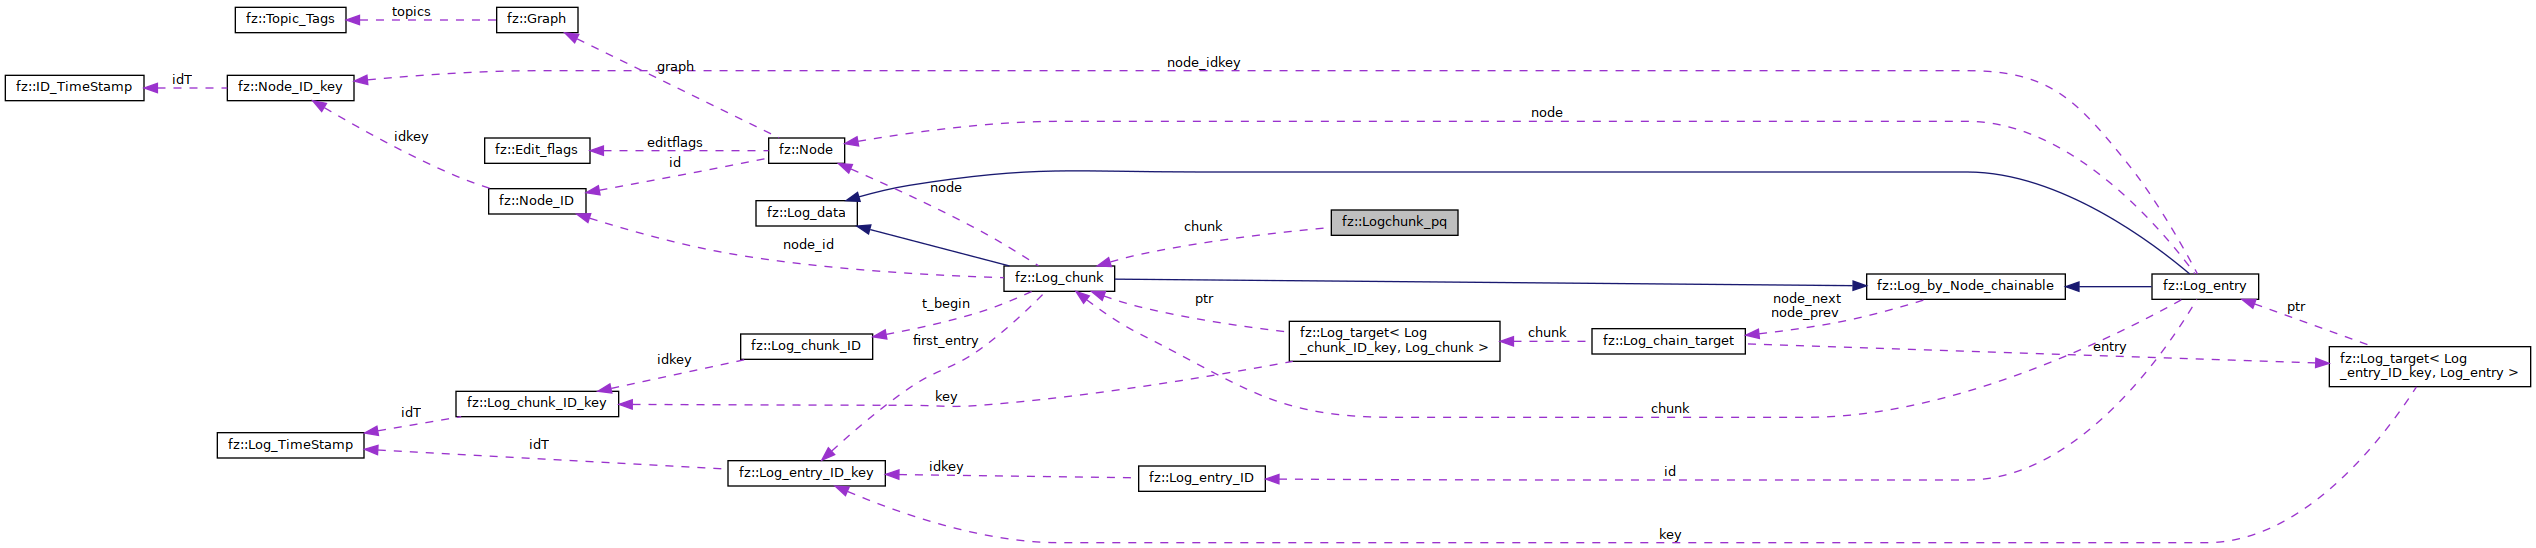 fz::Topic_Tags
topics
fz::Graph
graph
node_idkey
fz::ID_TimeStamp
idT
fz::Node_ID_key
node
idkey
fz::Edit_flags
editflags
fz::Node
id
node
fz::Node_ID
fz::Log_data
chunk
fz::Logchunk_pq
node_id
fz::Log_chunk
fz::Log_by_Node_chainable
fz::Log_entry
t_begin
ptr
node_next
node_prev
ptr
first_entry
fz::Log_chunk_ID
fz::Log_target< Log
_chunk_ID_key, Log_chunk >
chunk
fz::Log_chain_target
entry
fz::Log_target< Log
_entry_ID_key, Log_entry >
idkey
key
fz::Log_chunk_ID_key
chunk
idT
fz::Log_TimeStamp
idT
fz::Log_entry_ID_key
idkey
fz::Log_entry_ID
id
key